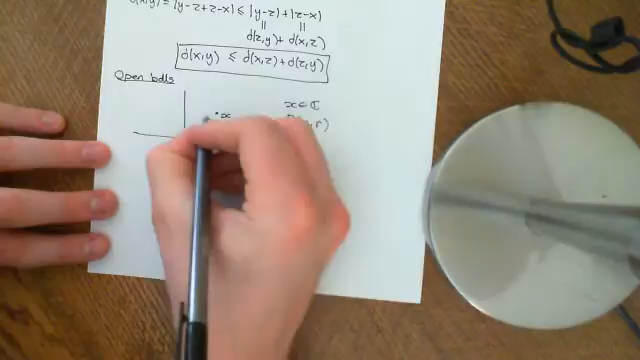 d(x,y) = |y-z+z-x| ≤ |y-z| + |z-x|
= =
d(z,y) + d(x,z)
d(x,y) ≤ d(x,z) + d(z,y)
Open balls
x ∈ ℂ
x
, r)